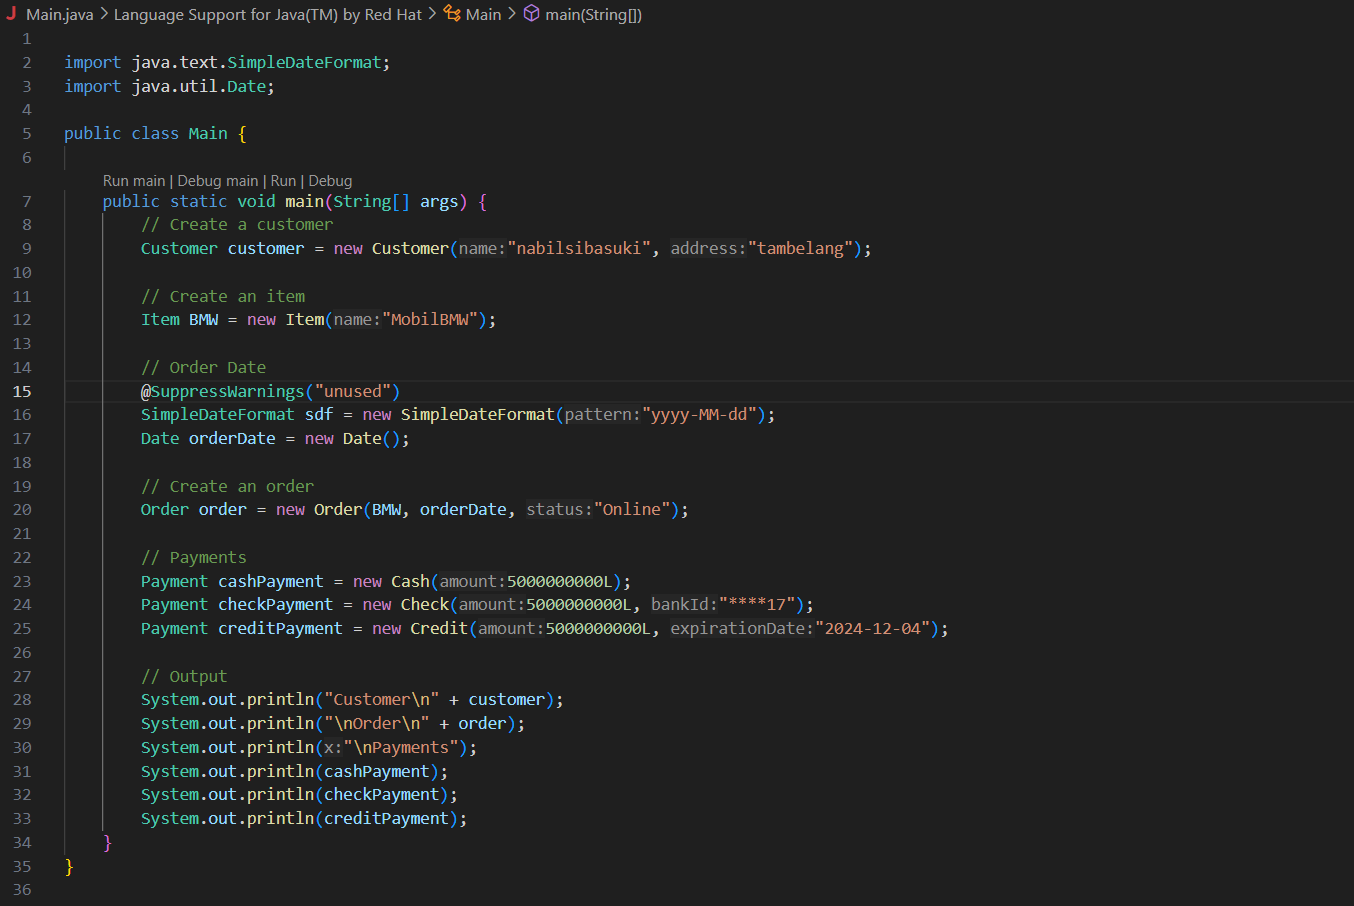 Main.java > Language Support for Java(TM) by Red Hat > Main > main(String[])
1
2 import java.text.SimpleDateFormat;
3 import java.util.Date;
4
5 public class Main {
6
Run main | Debug main | Run | Debug
7 public static void main(String[] args) {
8 // Create a customer
9 Customer customer = new Customer(name:"nabilsibasuki", address:"tambelang");
10
11 // Create an item
12 Item BMW = new Item(name:"MobilBMW");
13
14 // Order Date
15 @SuppressWarnings("unused")
16 SimpleDateFormat sdf = new SimpleDateFormat(pattern:"yyyy-MM-dd");
17 Date orderDate = new Date();
18
19 // Create an order
20 Order order = new Order(BMW, orderDate, status:"Online");
21
22 // Payments
23 Payment cashPayment = new Cash(amount:5000000000L);
24 Payment checkPayment = new Check(amount:5000000000L, bankId:"****17");
25 Payment creditPayment = new Credit(amount:5000000000L, expirationDate:"2024-12-04");
26
27 // Output
28 System.out.println("Customer\n" + customer);
29 System.out.println("\nOrder\n" + order);
30 System.out.println(x:"\nPayments");
31 System.out.println(cashPayment);
32 System.out.println(checkPayment);
33 System.out.println(creditPayment);
34 }
35 }
36